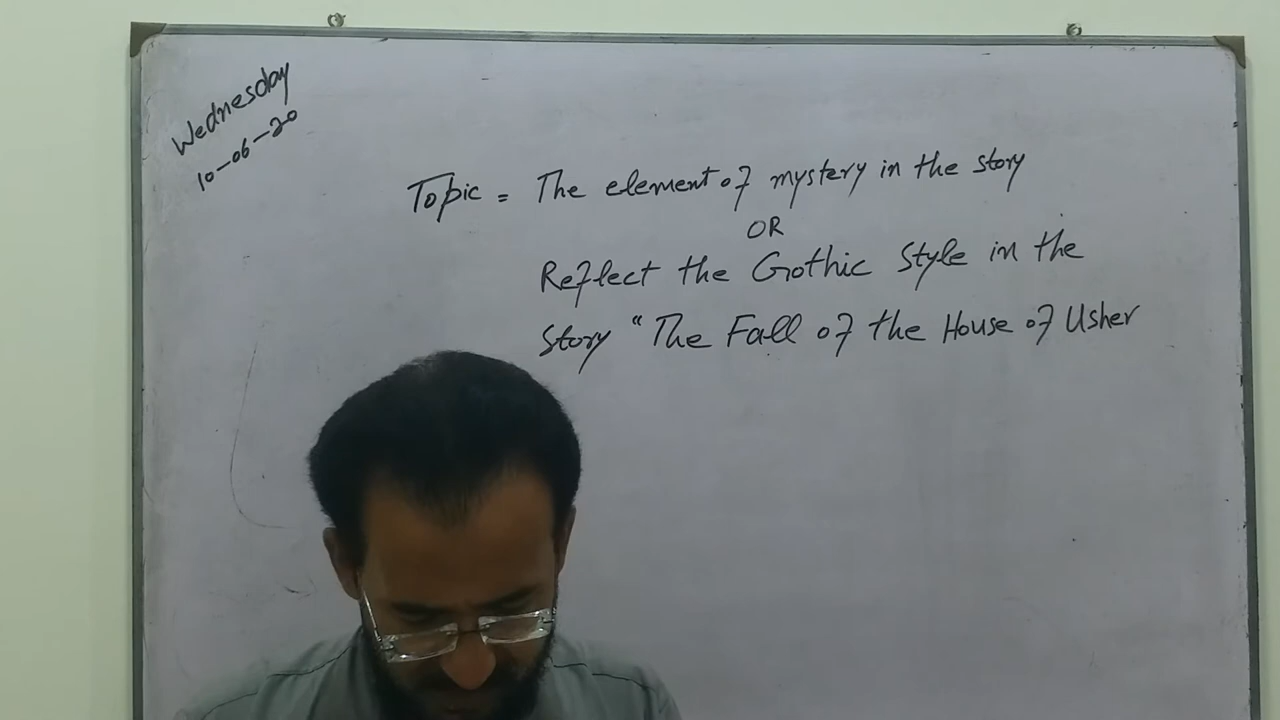 Wednesday
10-06-20
Topic = The element of mystery in the story
OR
Reflect the Gothic Style in the
Story “The Fall of the House of Usher